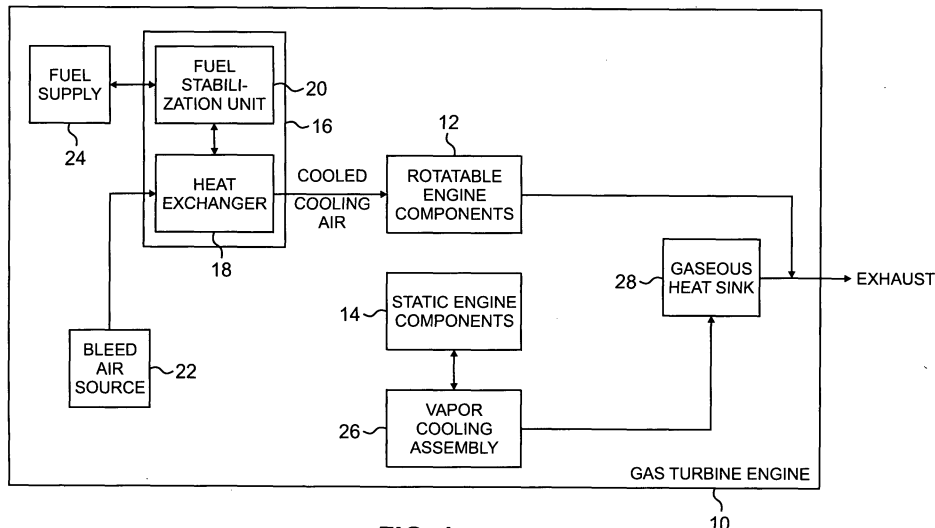 FUEL
SUPPLY
24
FUEL
STABILI-
ZATION UNIT
20
16
HEAT
EXCHANGER
18
COOLED
COOLING
AIR
12
ROTATABLE
ENGINE
COMPONENTS
BLEED
AIR
SOURCE
22
14
STATIC ENGINE
COMPONENTS
26
VAPOR
COOLING
ASSEMBLY
28
GASEOUS
HEAT SINK
EXHAUST
GAS TURBINE ENGINE
10